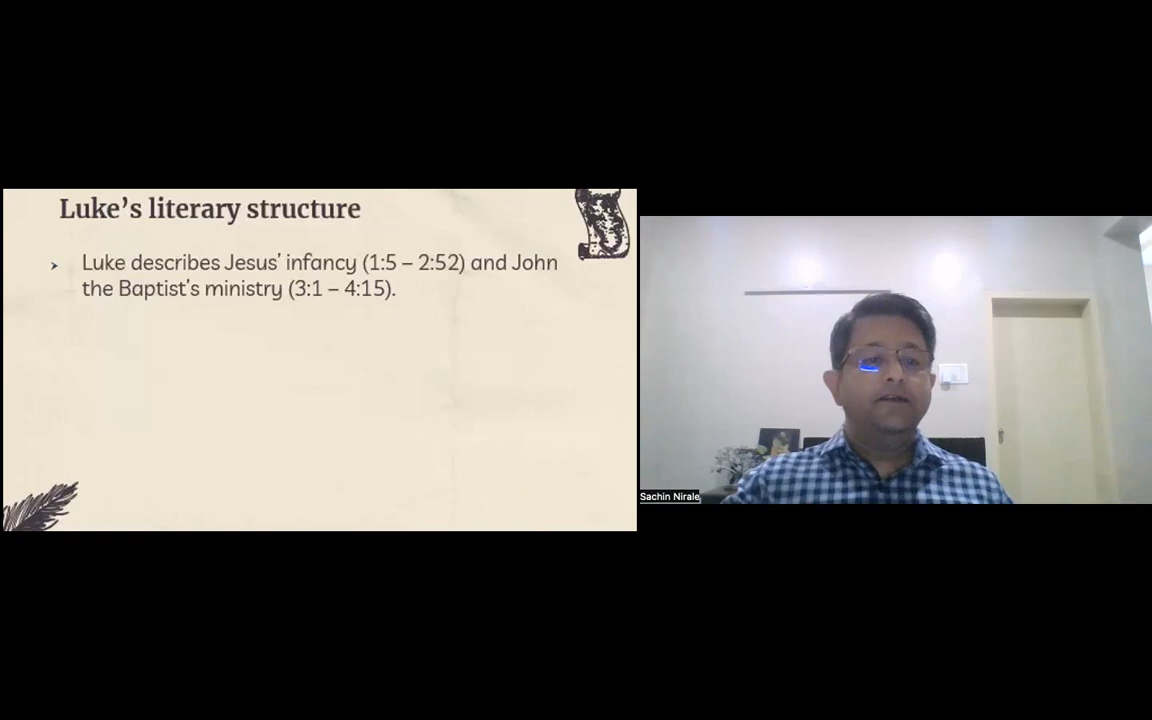 Luke’s literary structure
➤ Luke describes Jesus’ infancy (1:5 – 2:52) and John
the Baptist’s ministry (3:1 – 4:15).
Sachin Nirale